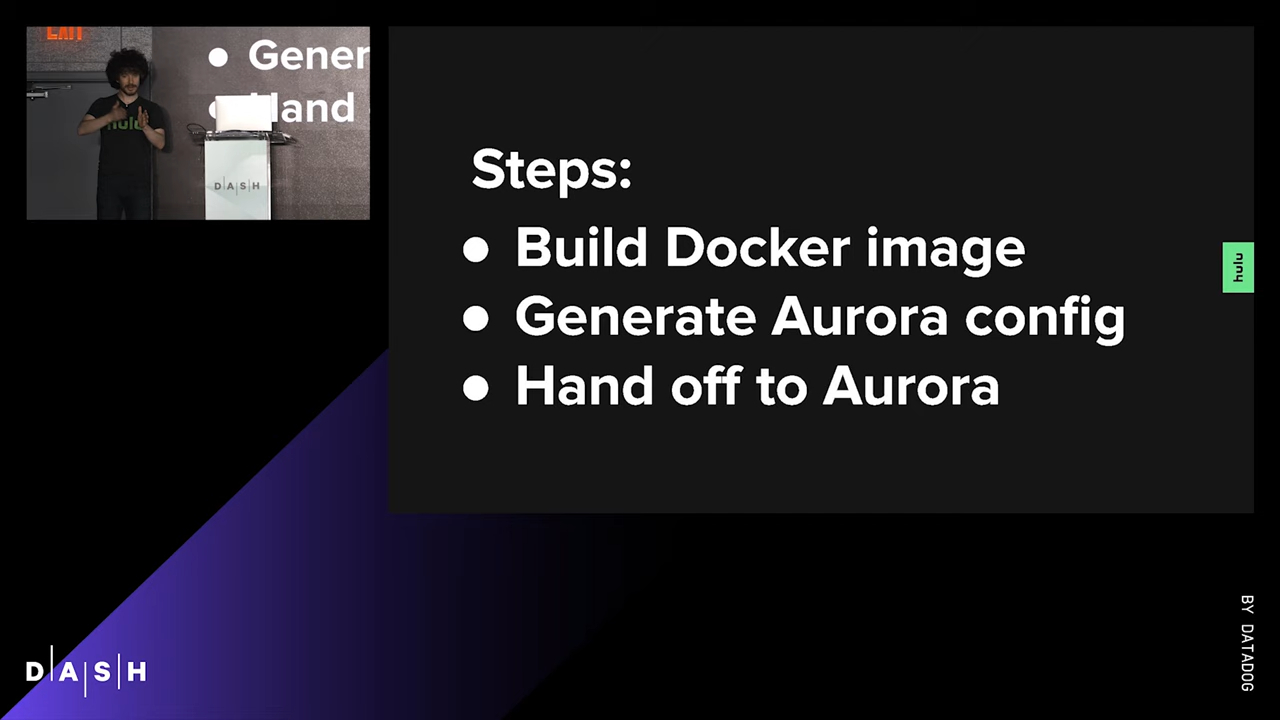 EXIT
Gener
Hand
hulu
DASH
Steps:
• Build Docker image
• Generate Aurora config
• Hand off to Aurora
hulu
DASH
BY DATADOG